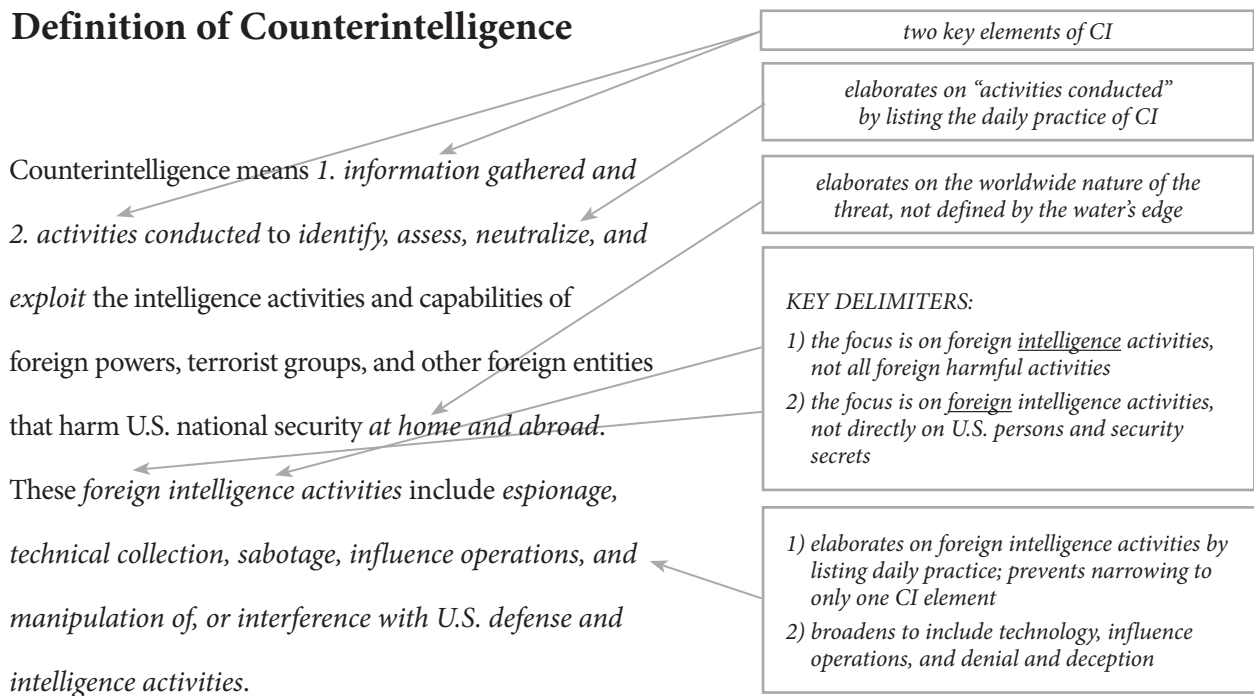 Definition of Counterintelligence
Counterintelligence means 1. information gathered and
2. activities conducted to identify, assess, neutralize, and
exploit the intelligence activities and capabilities of
foreign powers, terrorist groups, and other foreign entities
that harm U.S. national security at home and abroad.
These foreign intelligence activities include espionage,
technical collection, sabotage, influence operations, and
manipulation of, or interference with U.S. defense and
intelligence activities.
two key elements of CI
elaborates on “activities conducted”
by listing the daily practice of CI
elaborates on the worldwide nature of the
threat, not defined by the water’s edge
KEY DELIMITERS:
1) the focus is on foreign intelligence activities,
not all foreign harmful activities
2) the focus is on foreign intelligence activities,
not directly on U.S. persons and security
secrets
1) elaborates on foreign intelligence activities by
listing daily practice; prevents narrowing to
only one CI element
2) broadens to include technology, influence
operations, and denial and deception